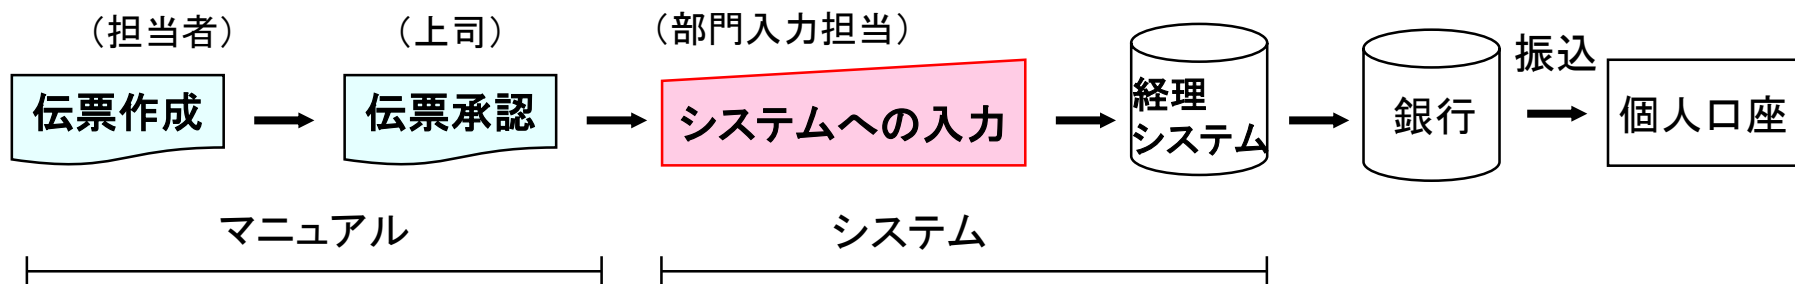 （担当者）
（上司）
（部門入力担当）
伝票作成
伝票承認
システムへの入力
経理
システム
銀行
振込
個人口座
マニュアル
システム